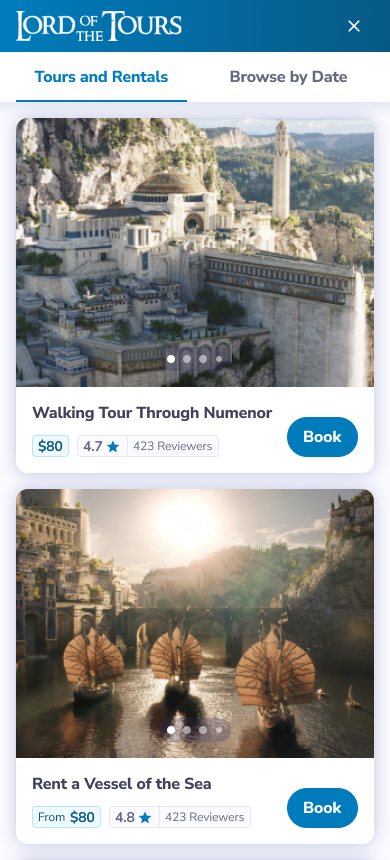 LORD OF THE TOURS
Tours and Rentals
Browse by Date
Walking Tour Through Numenor
$80
4.7
423 Reviewers
Book
Rent a Vessel of the Sea
From $80
4.8
423 Reviewers
Book